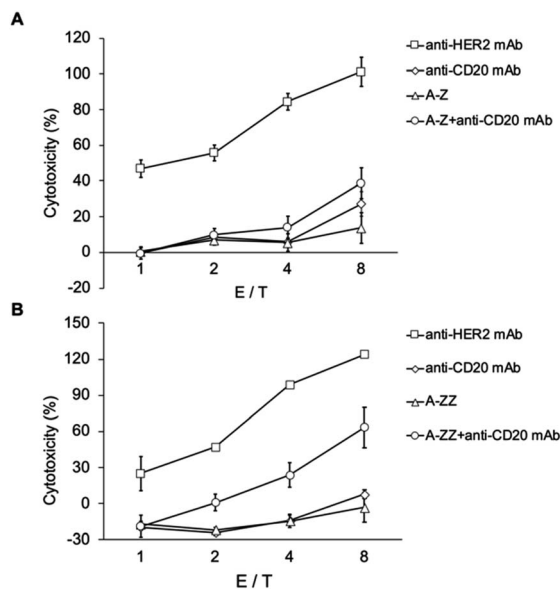 A
120
100
80
60
40
20
0
-20
Cytotoxicity (%)
1 2 4 8
E / T
anti-HER2 mAb
anti-CD20 mAb
A-Z
A-Z+anti-CD20 mAb
B
150
120
90
60
30
0
-30
Cytotoxicity (%)
1 2 4 8
E / T
anti-HER2 mAb
anti-CD20 mAb
A-ZZ
A-ZZ+anti-CD20 mAb